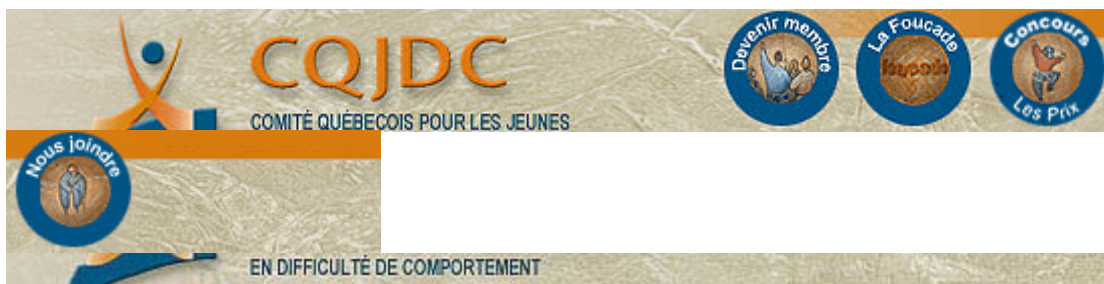 CQJDC
COMITÉ QUÉBECOIS POUR LES JEUNES
Devenir membre
La Foucade
foucade
Concours
Les Prix
Nous joindre
EN DIFFICULTÉ DE COMPORTEMENT